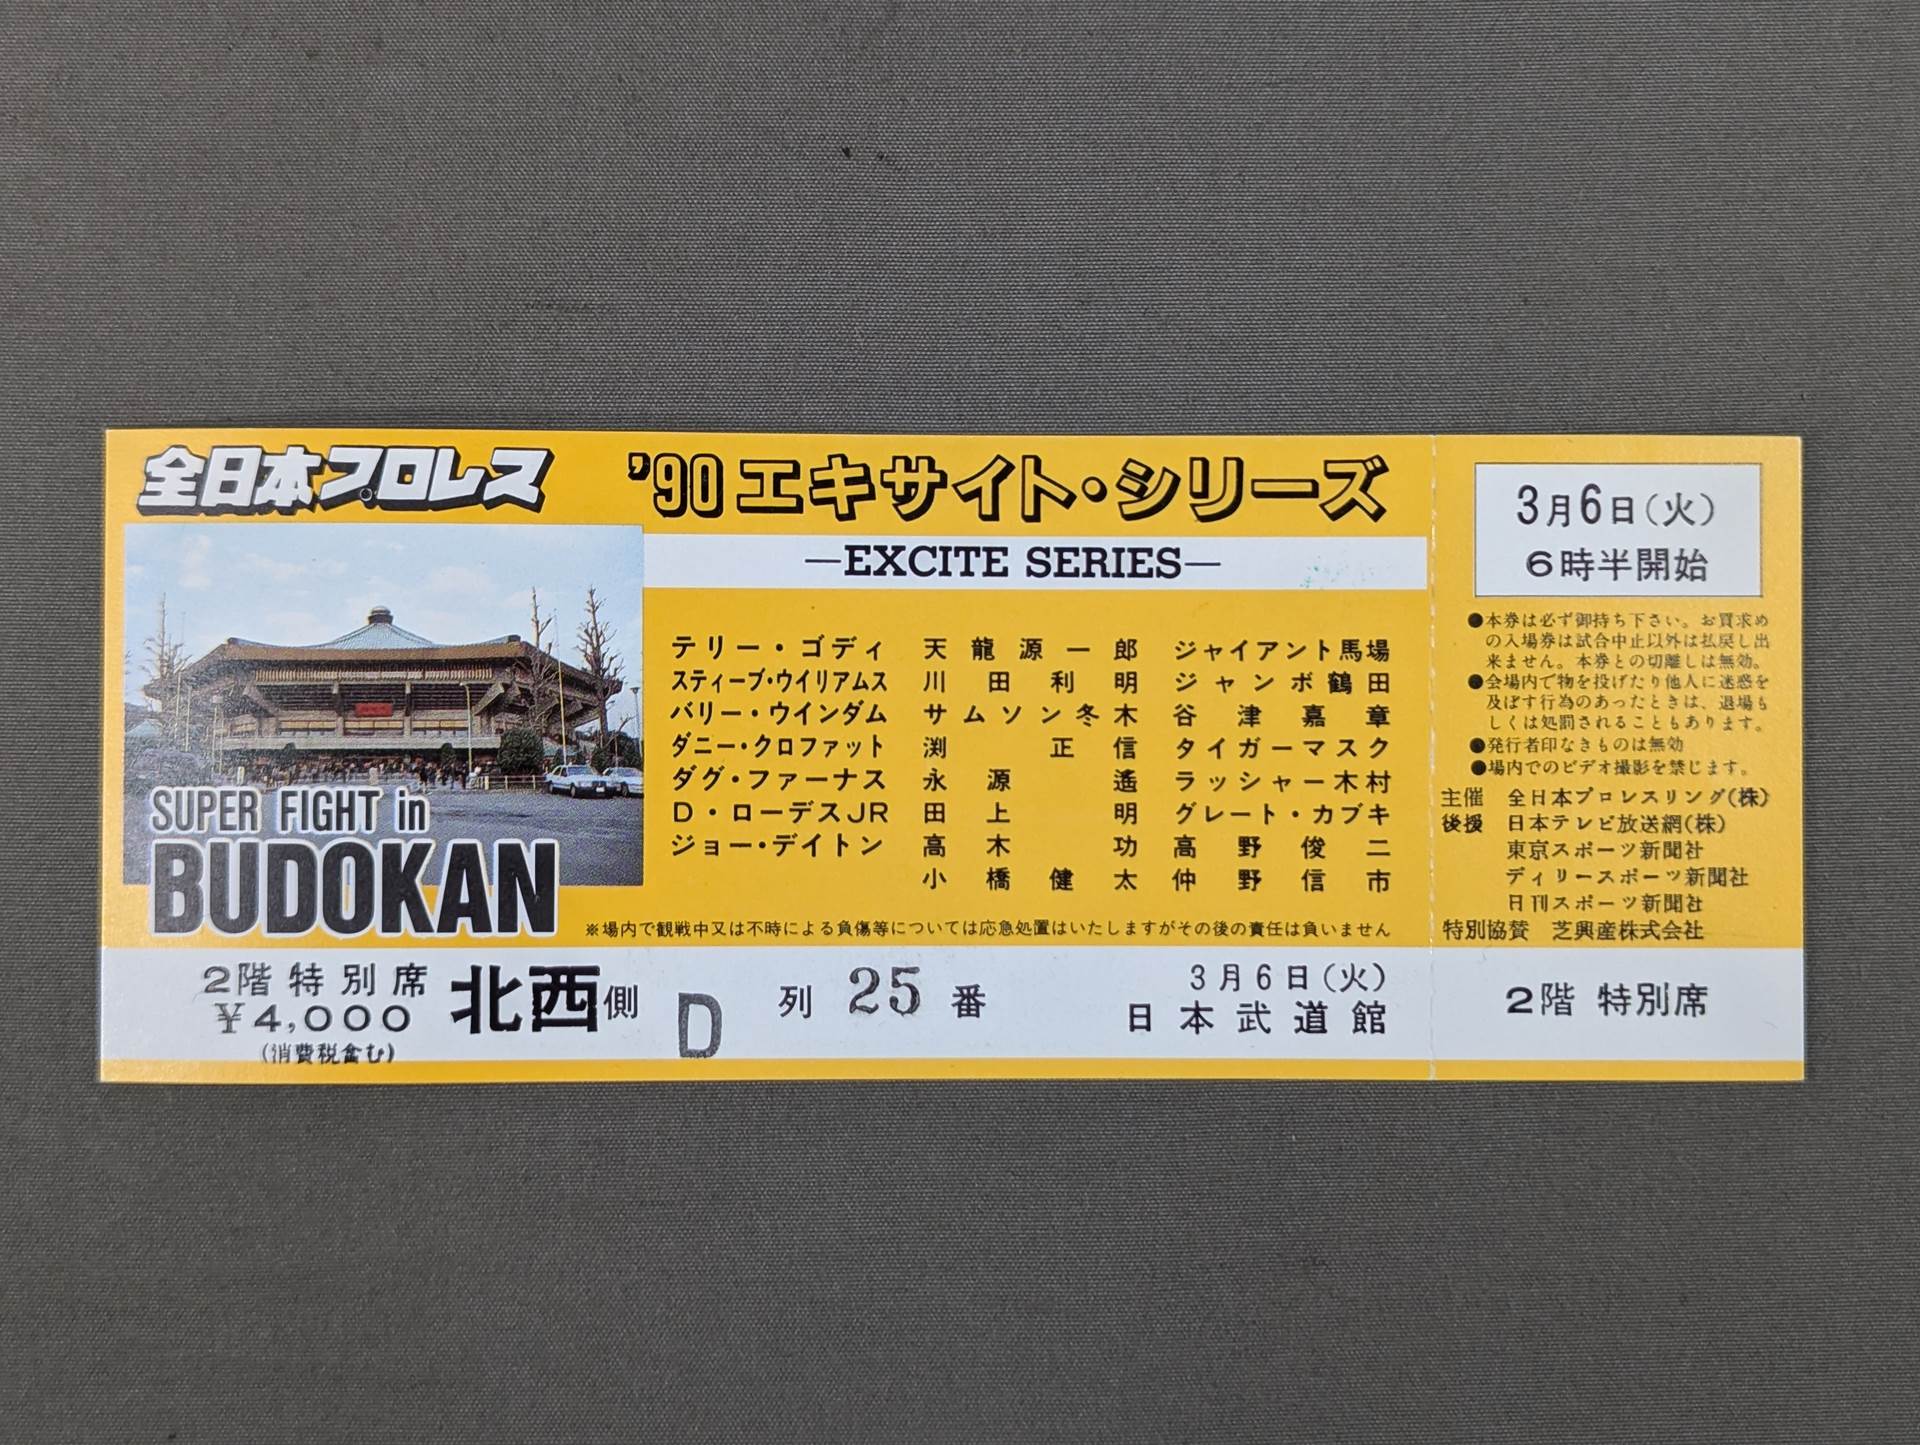 全日本プロレス
'90 エキサイト・シリーズ
—EXCITE SERIES—
SUPER FIGHT in
BUDOKAN
テリー・ゴディ 天龍源一郎 ジャイアント馬場
スティーブ・ウイリアムス 川田利明 ジャンボ鶴田
バリー・ウインダム サムソン冬木 谷津嘉章
ダニー・クロファット 渕正信 タイガーマスク
ダグ・ファーナス 永源遙 ラッシャー木村
D・ローデスJR 田上明 グレート・カブキ
ジョー・デイトン 高木功 高野俊二
小橋健太 仲野信市
※場内で観戦中又は不時による負傷等については応急処置はいたしますがその後の責任は負いません
2階特別席 北西側 D列 25番
¥4,000
(消費税含む)
3月6日(火)
日本武道館
3月6日(火)
6時半開始
●本券は必ず御持ち下さい。お買求め
の入場券は試合中止以外は払戻し出
来ません。本券との切離しは無効。
●会場内で物を投げたり他人に迷惑を
及ぼす行為のあったときは、退場も
しくは処罰されることもあります。
●発行者印なきものは無効
●場内でのビデオ撮影を禁じます。
主催 全日本プロレスリング(株)
後援 日本テレビ放送網(株)
東京スポーツ新聞社
デイリースポーツ新聞社
日刊スポーツ新聞社
特別協賛 芝興産株式会社
2階 特別席